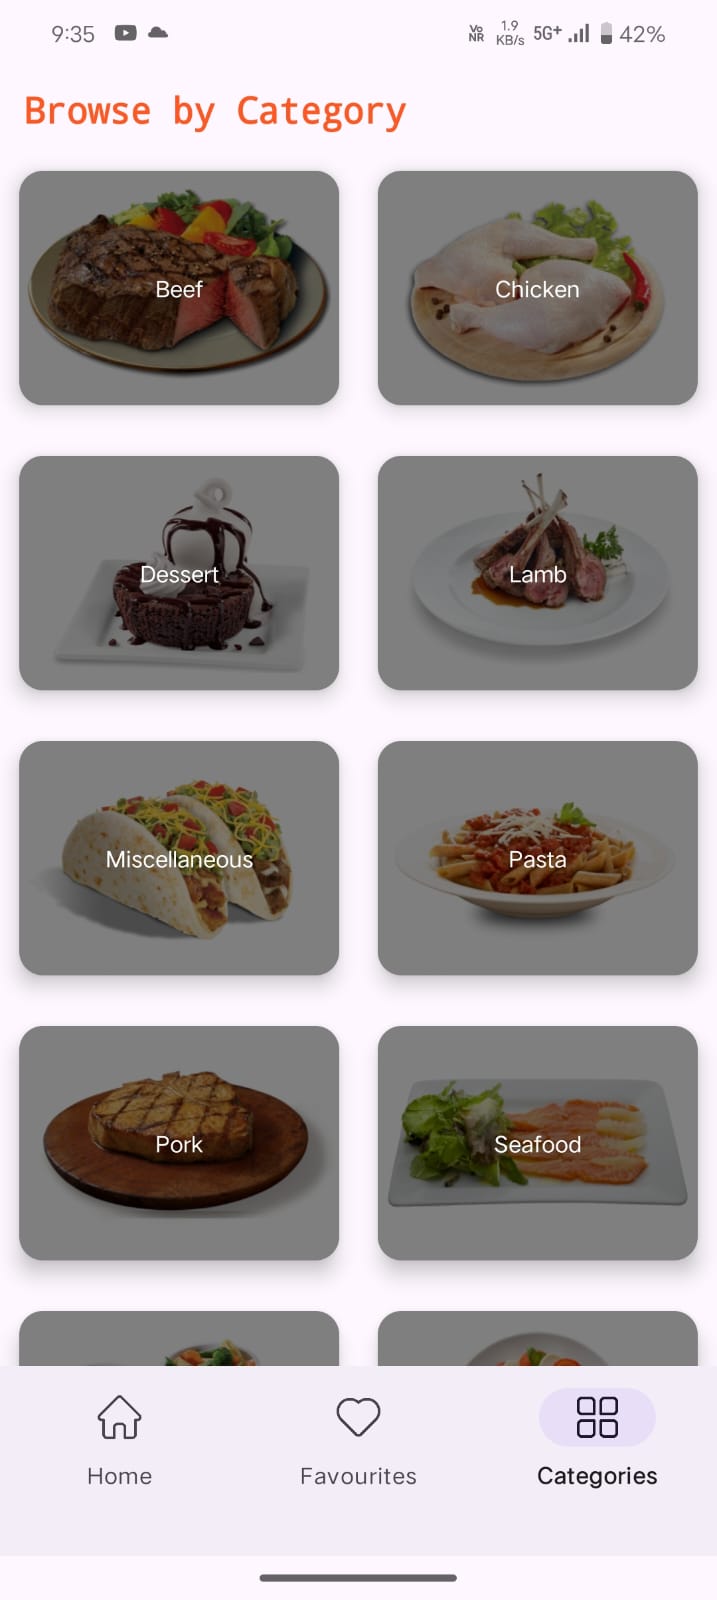 9:35 Vo NR 1.9 KB/s 5G+ 42%
Browse by Category
Beef Chicken
Dessert Lamb
Miscellaneous Pasta
Pork Seafood
Home Favourites Categories